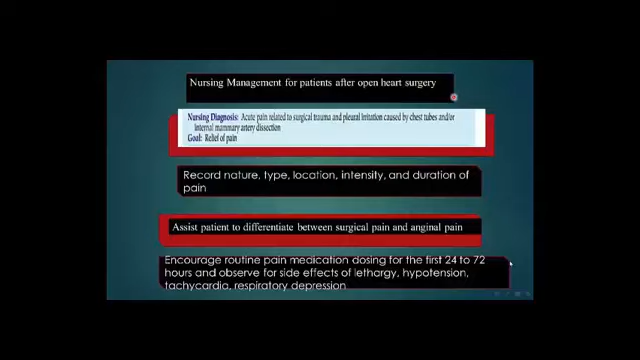 Nursing Management for patients after open heart surgery
Nursing Diagnosis: Acute pain related to surgical trauma and pleural irritation caused by chest tubes and/or
internal mammary artery dissection
Goal: Relief of pain
Record nature, type, location, intensity, and duration of
pain
Assist patient to differentiate between surgical pain and anginal pain
Encourage routine pain medication dosing for the first 24 to 72
hours and observe for side effects of lethargy, hypotension,
tachycardia, respiratory depression